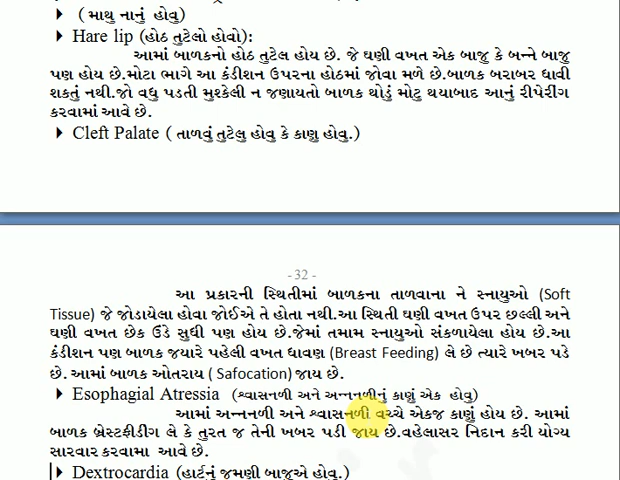 ( માથુ નાનું હોવુ)
Hare lip (હોઠ તુટેલો હોવો):
આમાં બાળકનો હોઠ તુટેલ હોય છે. જે ઘણી વખત એક બાજુ કે બન્ને બાજુ
પણ હોય છે.મોટા ભાગે આ કંડીશન ઉપરના હોઠમાં જોવા મળે છે.બાળક બરાબર ધાવી
શકતું નથી.જો વધુ પડતી મુશ્કેલી ન જણાયતો બાળક થોડું મોટુ થયાબાદ આનું રીપેરીંગ
કરવામાં આવે છે.
Cleft Palate ( તાળવું તુટેલુ હોવુ કે કાણુ હોવુ.)
- 32 -
આ પ્રકારની સ્થિતીમાં બાળકના તાળવાના ને સ્નાયુઓ (Soft
Tissue) જે જોડાયેલા હોવા જોઈએ તે હોતા નથી.આ સ્થિતી ઘણી વખત ઉપર છલ્લી અને
ઘણી વખત છેક ઉંડે સુધી પણ હોય છે.જેમાં તમામ સ્નાયુઓ સંકળાયેલા હોય છે.આ
કંડીશન પણ બાળક જયારે પહેલી વખત ધાવણ (Breast Feeding) લે છે ત્યારે ખબર પડે
છે. આમાં બાળક ઓતરાય ( Safocation) જાય છે.
Esophagial Atressia (શ્વાસનળી અને અન્નનળીનું કાણું એક હોવુ)
આમાં અન્નનળી અને શ્વાસનળી વચ્ચે એકજ કાણું હોય છે. આમાં
બાળક બ્રેસ્ટફીડીંગ લે કે તુરત જ તેની ખબર પડી જાય છે.વહેલાસર નિદાન કરી યોગ્ય
સારવાર કરવામા આવે છે.
Dextrocardia (હાર્ટનું જમણી બાજુએ હોવુ.)